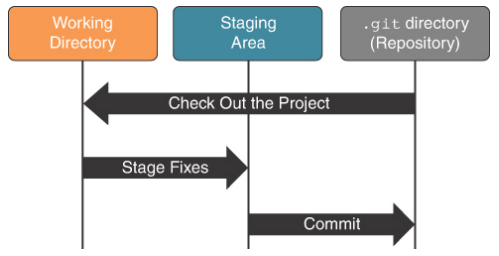 Working
Directory
Staging
Area
.git directory
(Repository)
Check Out the Project
Stage Fixes
Commit